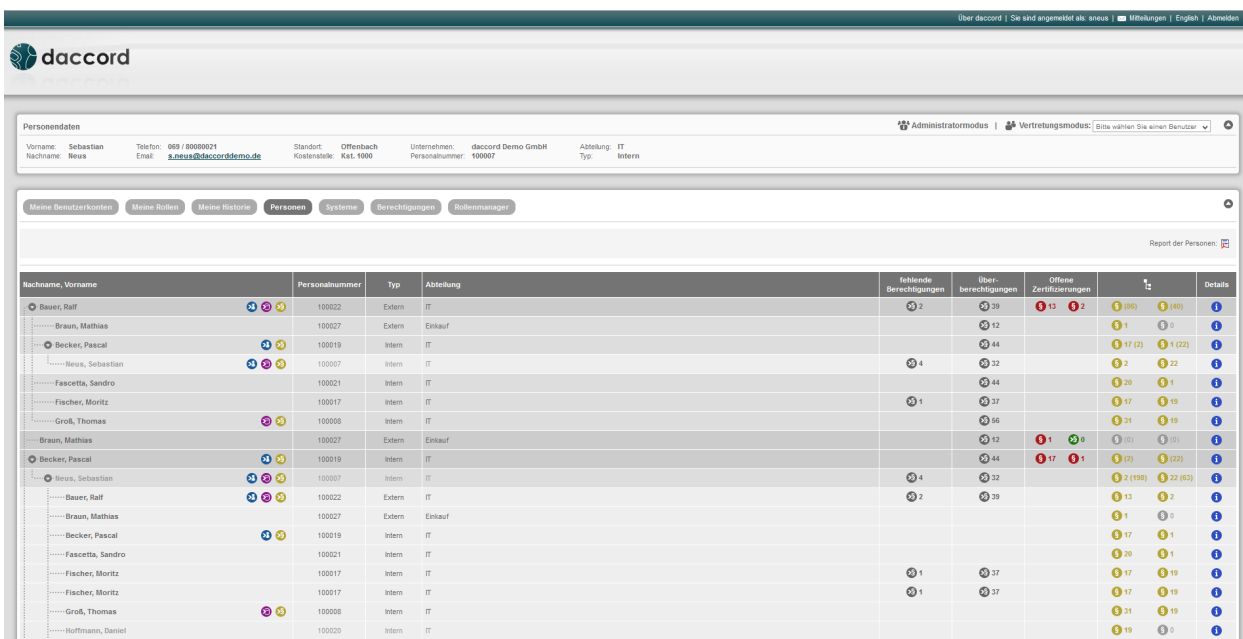 Über daccord | Sie sind angemeldet als: sneus | Mitteilungen | English | Abmelden
daccord
Personendaten Administratormodus | Vertretungsmodus: Bitte wählen Sie einen Benutzer
Vorname: Sebastian Telefon: 069 / 80080021 Standort: Offenbach Unternehmen: daccord Demo GmbH Abteilung: IT
Nachname: Neus Email: s.neus@daccorddemo.de Kostenstelle: Kst. 1000 Personalnummer: 100007 Typ: Intern
Meine Benutzerkonten Meine Rollen Meine Historie Personen Systeme Berechtigungen Rollenmanager
Report der Personen:
Nachname, Vorname Personalnummer Typ Abteilung fehlende Berechtigungen Über-berechtigungen Offene Zertifizierungen Details
Bauer, Ralf 100022 Extern IT 2 39 13 2 (86) (40)
Braun, Mathias 100027 Extern Einkauf 12 1 0
Becker, Pascal 100019 Intern IT 44 17 (2) 1 (22)
Neus, Sebastian 100007 Intern IT 4 32 2 22
Fascetta, Sandro 100021 Intern IT 44 20 1
Fischer, Moritz 100017 Intern IT 1 37 17 19
Groß, Thomas 100008 Intern IT 56 31 19
Braun, Mathias 100027 Extern Einkauf 12 1 0 (0) (0)
Becker, Pascal 100019 Intern IT 44 17 1 (2) (22)
Neus, Sebastian 100007 Intern IT 4 32 2 (198) 22 (63)
Bauer, Ralf 100022 Extern IT 2 39 13 2
Braun, Mathias 100027 Extern Einkauf 1 0
Becker, Pascal 100019 Intern IT 17 1
Fascetta, Sandro 100021 Intern IT 20 1
Fischer, Moritz 100017 Intern IT 1 37 17 19
Fischer, Moritz 100017 Intern IT 1 37 17 19
Groß, Thomas 100008 Intern IT 31 19
Hoffmann, Daniel 100020 Intern IT 19 0